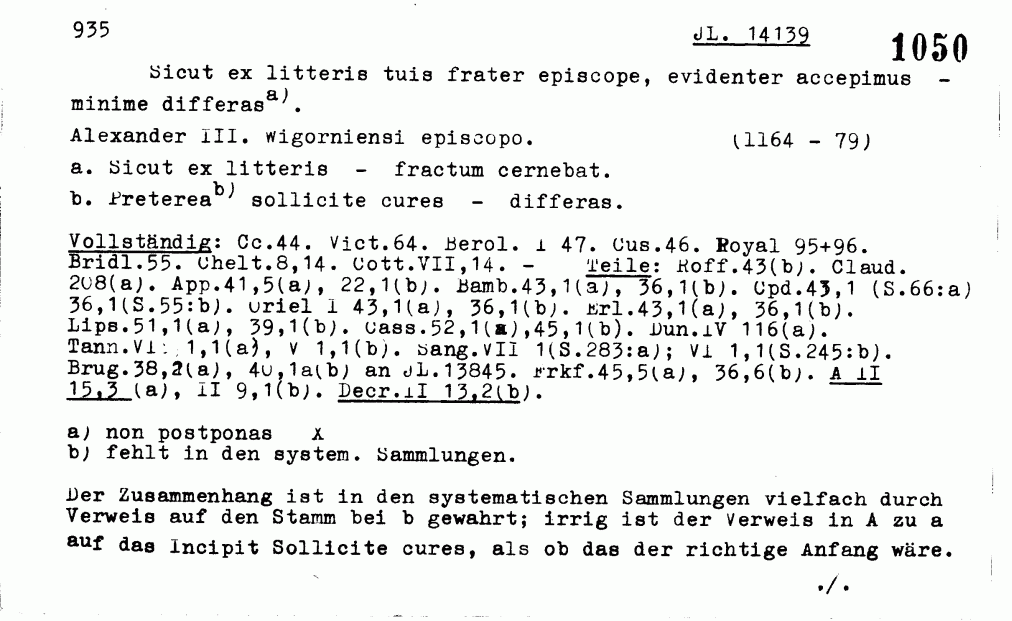 935
JL. 14139
1050
Sicut ex litteris tuis frater episcope, evidenter accepimus -
minime differas a).
Alexander III. Wigorniensi episcopo. (1164 - 79)
a. Sicut ex litteris - fractum cernebat.
b. Preterea b) sollicite cures - differas.
Vollständig: Cc.44. Vict.64. Berol. I 47. Cus.46. Royal 95+96.
Bridl.55. Chelt.8,14. Cott.VII,14. - Teile: Roff.43(b). Claud.
208(a). App.41,5(a), 22,1(b). Bamb.43,1(a), 36,1(b). Cpd.43,1 (S.66:a)
36,1(S.55:b). Oriel I 43,1(a), 36,1(b). Erl.43,1(a), 36,1(b).
Lips.51,1(a), 39,1(b). Cass.52,1(a),45,1(b). Dun.IV 116(a).
Tann.VI: 1,1(a), V 1,1(b). Sang.VII 1(S.283:a); VI 1,1(S.245:b).
Brug.38,2(a), 40,1a(b) an JL.13845. Frkf.45,5(a), 36,6(b). A II
15,3 (a), II 9,1(b). Decr.II 13,2(b).
a) non postponas X
b) fehlt in den system. Sammlungen.
Der Zusammenhang ist in den systematischen Sammlungen vielfach durch
Verweis auf den Stamm bei b gewahrt; irrig ist der Verweis in A zu a
auf das Incipit Sollicite cures, als ob das der richtige Anfang wäre.
./.